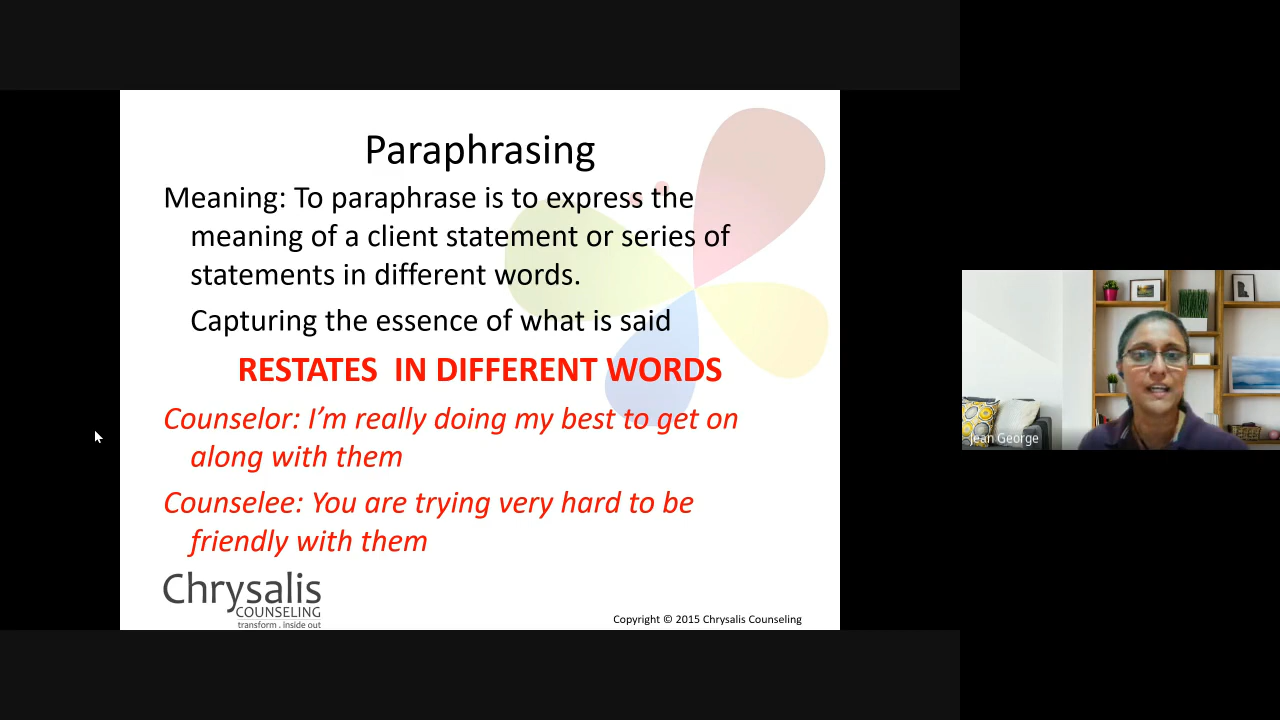 Paraphrasing
Meaning: To paraphrase is to express the
meaning of a client statement or series of
statements in different words.
Capturing the essence of what is said
RESTATES IN DIFFERENT WORDS
Counselor: I’m really doing my best to get on
along with them
Counselee: You are trying very hard to be
friendly with them
Chrysalis
COUNSELING
transform . inside out
Copyright © 2015 Chrysalis Counseling
Jean George